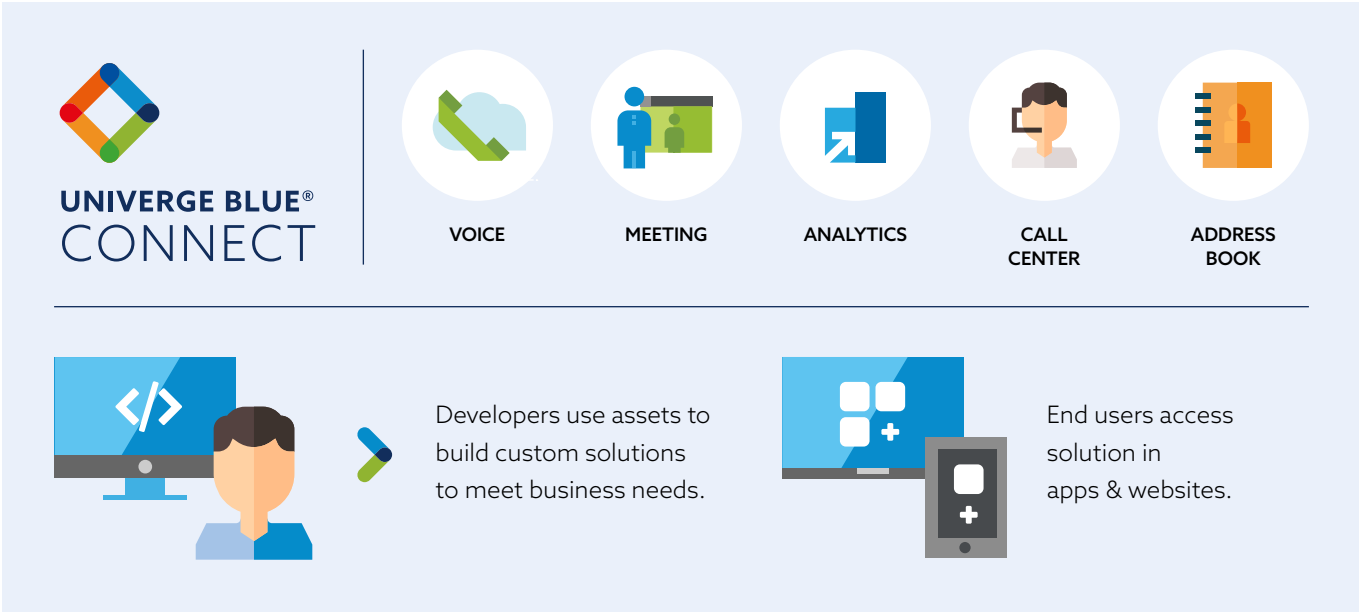 UNIVERGE BLUE®
CONNECT
VOICE
MEETING
ANALYTICS
CALL
CENTER
ADDRESS
BOOK
</>
Developers use assets to
build custom solutions
to meet business needs.
End users access
solution in
apps & websites.